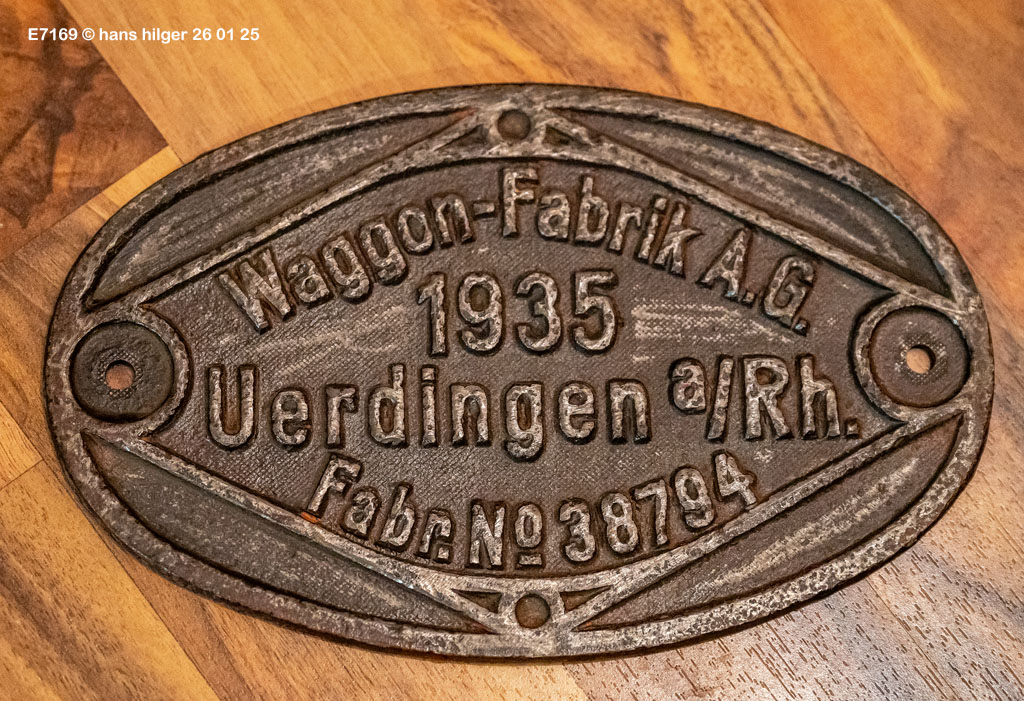 E7169 © hans hilger 26 01 25
Waggon-Fabrik A.G.
1935
Uerdingen a/Rh.
Fabr. Nº 38794